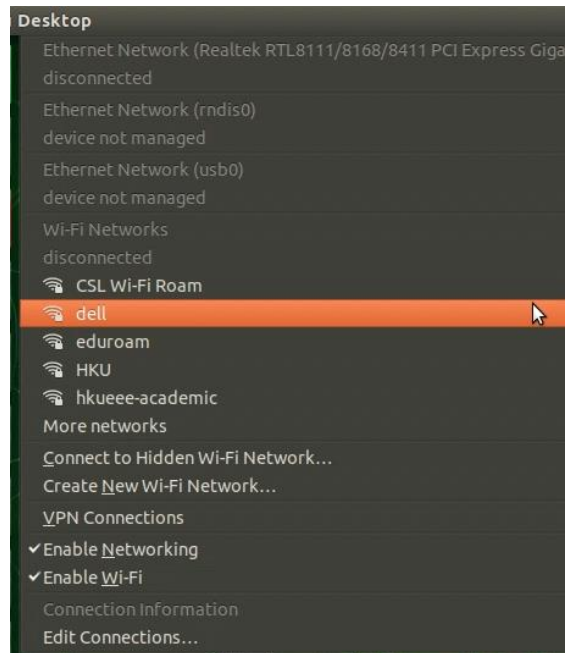 Desktop
Ethernet Network (Realtek RTL8111/8168/8411 PCI Express Giga
disconnected
Ethernet Network (rndis0)
device not managed
Ethernet Network (usb0)
device not managed
Wi-Fi Networks
disconnected
CSL Wi-Fi Roam
dell
eduroam
HKU
hkueee-academic
More networks
Connect to Hidden Wi-Fi Network…
Create New Wi-Fi Network…
VPN Connections
✔Enable Networking
✔Enable Wi-Fi
Connection Information
Edit Connections…